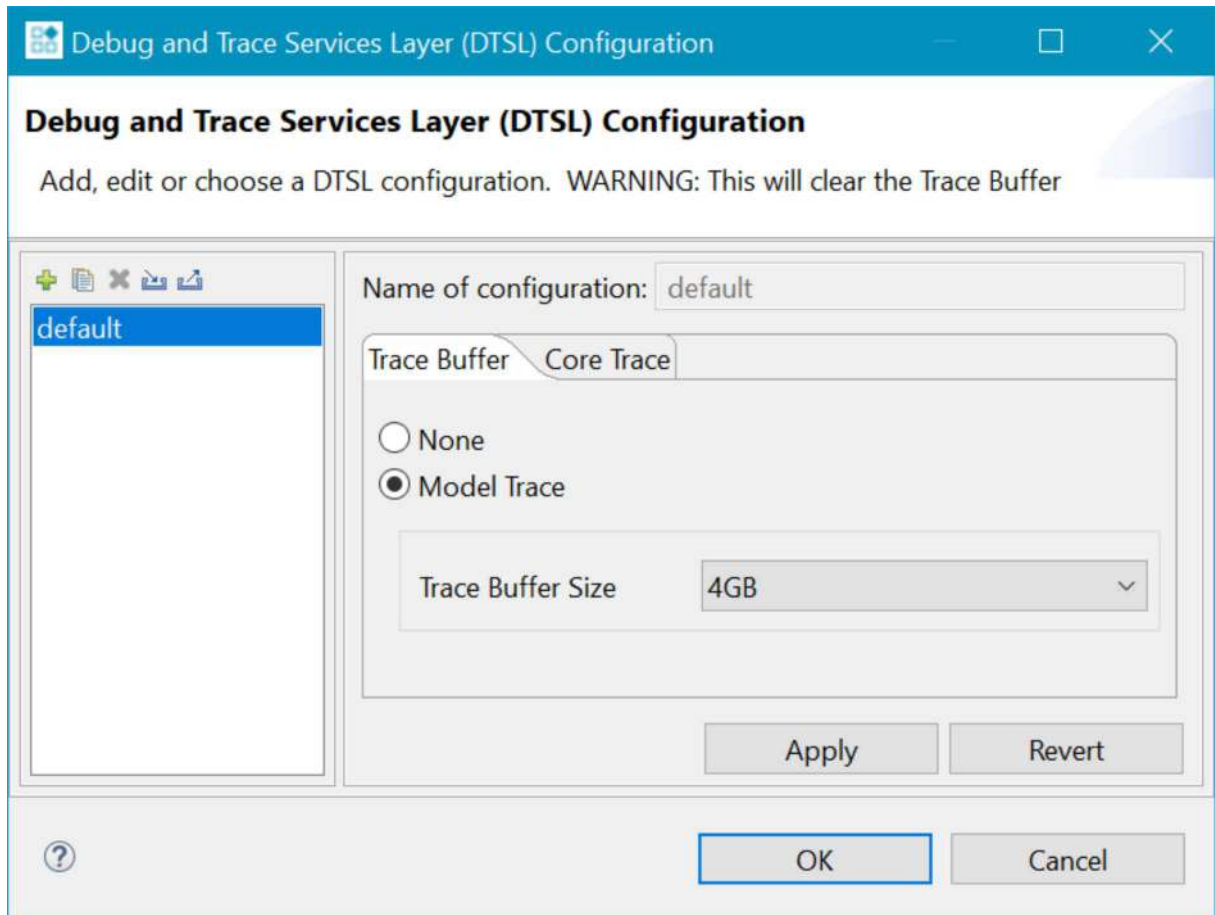 Debug and Trace Services Layer (DTSL) Configuration
Debug and Trace Services Layer (DTSL) Configuration
Add, edit or choose a DTSL configuration.  WARNING: This will clear the Trace Buffer
default
Name of configuration: default
Trace Buffer Core Trace
None
Model Trace
Trace Buffer Size 4GB
Apply Revert
OK Cancel